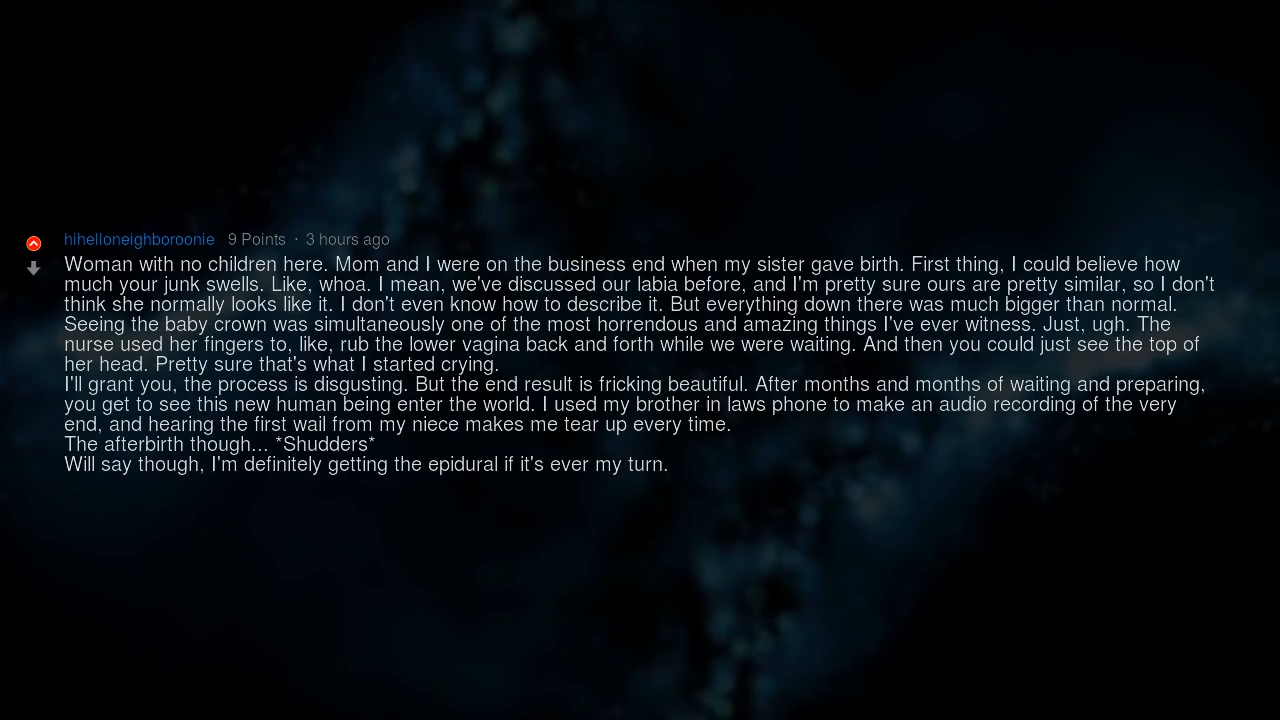 hihelloneighboroonie 9 Points · 3 hours ago
Woman with no children here. Mom and I were on the business end when my sister gave birth. First thing, I could believe how
much your junk swells. Like, whoa. I mean, we've discussed our labia before, and I'm pretty sure ours are pretty similar, so I don't
think she normally looks like it. I don't even know how to describe it. But everything down there was much bigger than normal.
Seeing the baby crown was simultaneously one of the most horrendous and amazing things I've ever witness. Just, ugh. The
nurse used her fingers to, like, rub the lower vagina back and forth while we were waiting. And then you could just see the top of
her head. Pretty sure that's what I started crying.
I'll grant you, the process is disgusting. But the end result is fricking beautiful. After months and months of waiting and preparing,
you get to see this new human being enter the world. I used my brother in laws phone to make an audio recording of the very
end, and hearing the first wail from my niece makes me tear up every time.
The afterbirth though... *Shudders*
Will say though, I'm definitely getting the epidural if it's ever my turn.